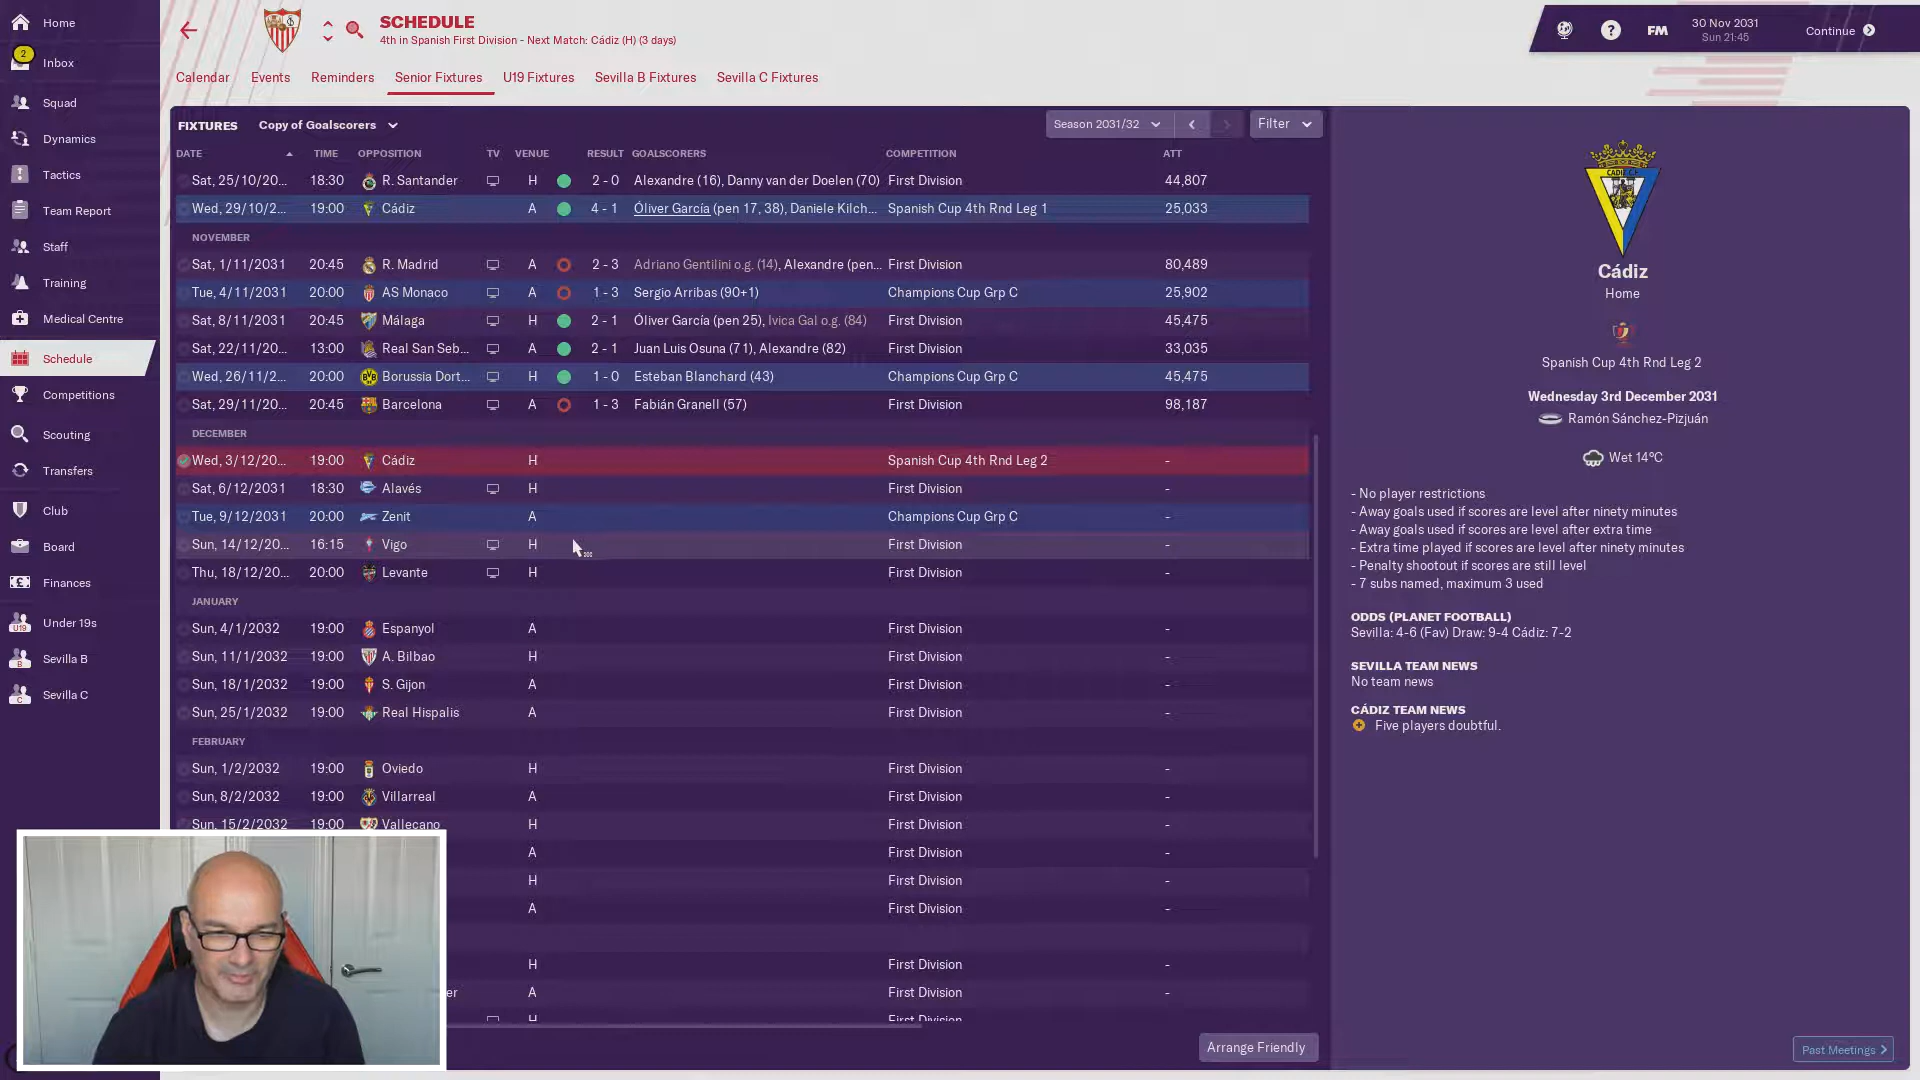 Home
2
Inbox
Squad
Dynamics
Tactics
Team Report
Staff
Training
Medical Centre
Schedule
Competitions
Scouting
Transfers
Club
Board
Finances
U19 Under 19s
B Sevilla B
C Sevilla C
SCHEDULE
4th in Spanish First Division - Next Match: Cádiz (H) (3 days)
? FM 30 Nov 2031 Continue
Sun 21:45
Calendar Events Reminders Senior Fixtures U19 Fixtures Sevilla B Fixtures Sevilla C Fixtures
FIXTURES Copy of Goalscorers Season 2031/32 Filter
DATE TIME OPPOSITION TV VENUE RESULT GOALSCORERS COMPETITION ATT
Sat, 25/10/20... 18:30 R. Santander H 2 - 0 Alexandre (16), Danny van der Doelen (70) First Division 44,807
Wed, 29/10/2... 19:00 Cádiz A 4 - 1 Óliver García (pen 17, 38), Daniele Kilch... Spanish Cup 4th Rnd Leg 1 25,033
NOVEMBER
Sat, 1/11/2031 20:45 R. Madrid A 2 - 3 Adriano Gentilini o.g. (14), Alexandre (pen... First Division 80,489
Tue, 4/11/2031 20:00 AS Monaco A 1 - 3 Sergio Arribas (90+1) Champions Cup Grp C 25,902
Sat, 8/11/2031 20:45 Málaga H 2 - 1 Óliver García (pen 25), Ivica Gal o.g. (84) First Division 45,475
Sat, 22/11/20... 13:00 Real San Seb... A 2 - 1 Juan Luis Osuna (71), Alexandre (82) First Division 33,035
Wed, 26/11/2... 20:00 Borussia Dort... H 1 - 0 Esteban Blanchard (43) Champions Cup Grp C 45,475
Sat, 29/11/20... 20:45 Barcelona A 1 - 3 Fabián Granell (57) First Division 98,187
DECEMBER
Wed, 3/12/20... 19:00 Cádiz H Spanish Cup 4th Rnd Leg 2 -
Sat, 6/12/2031 18:30 Alavés H First Division -
Tue, 9/12/2031 20:00 Zenit A Champions Cup Grp C -
Sun, 14/12/20... 16:15 Vigo H First Division -
Thu, 18/12/20... 20:00 Levante H First Division -
JANUARY
Sun, 4/1/2032 19:00 Espanyol A First Division -
Sun, 11/1/2032 19:00 A. Bilbao H First Division -
Sun, 18/1/2032 19:00 S. Gijon A First Division -
Sun, 25/1/2032 19:00 Real Hispalis A First Division -
FEBRUARY
Sun, 1/2/2032 19:00 Oviedo H First Division -
Sun, 8/2/2032 19:00 Villarreal A First Division -
Sun, 15/2/2032 19:00 Vallecano H First Division -
A First Division -
H First Division -
A First Division -
H First Division -
er A First Division -
H First Division
Arrange Friendly
Cádiz
Home
Spanish Cup 4th Rnd Leg 2
Wednesday 3rd December 2031
Ramón Sánchez-Pizjuán
Wet 14°C
- No player restrictions
- Away goals used if scores are level after ninety minutes
- Away goals used if scores are level after extra time
- Extra time played if scores are level after ninety minutes
- Penalty shootout if scores are still level
- 7 subs named, maximum 3 used
ODDS (PLANET FOOTBALL)
Sevilla: 4-6 (Fav) Draw: 9-4 Cádiz: 7-2
SEVILLA TEAM NEWS
No team news
CÁDIZ TEAM NEWS
Five players doubtful.
Past Meetings